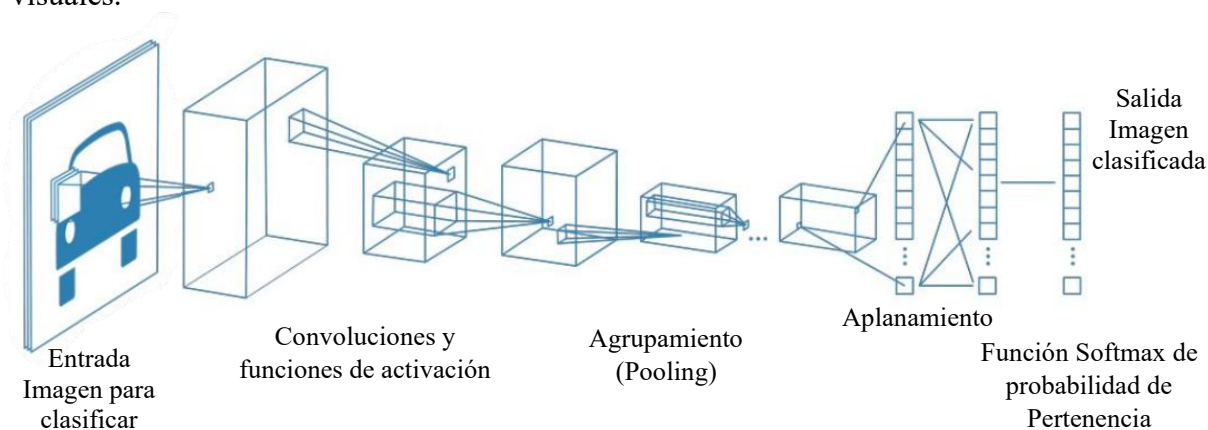 visuales.
Entrada
Imagen para
clasificar
Convoluciones y
funciones de activación
Agrupamiento
(Pooling)
Aplanamiento
Función Softmax de
probabilidad de
Pertenencia
Salida
Imagen
clasificada